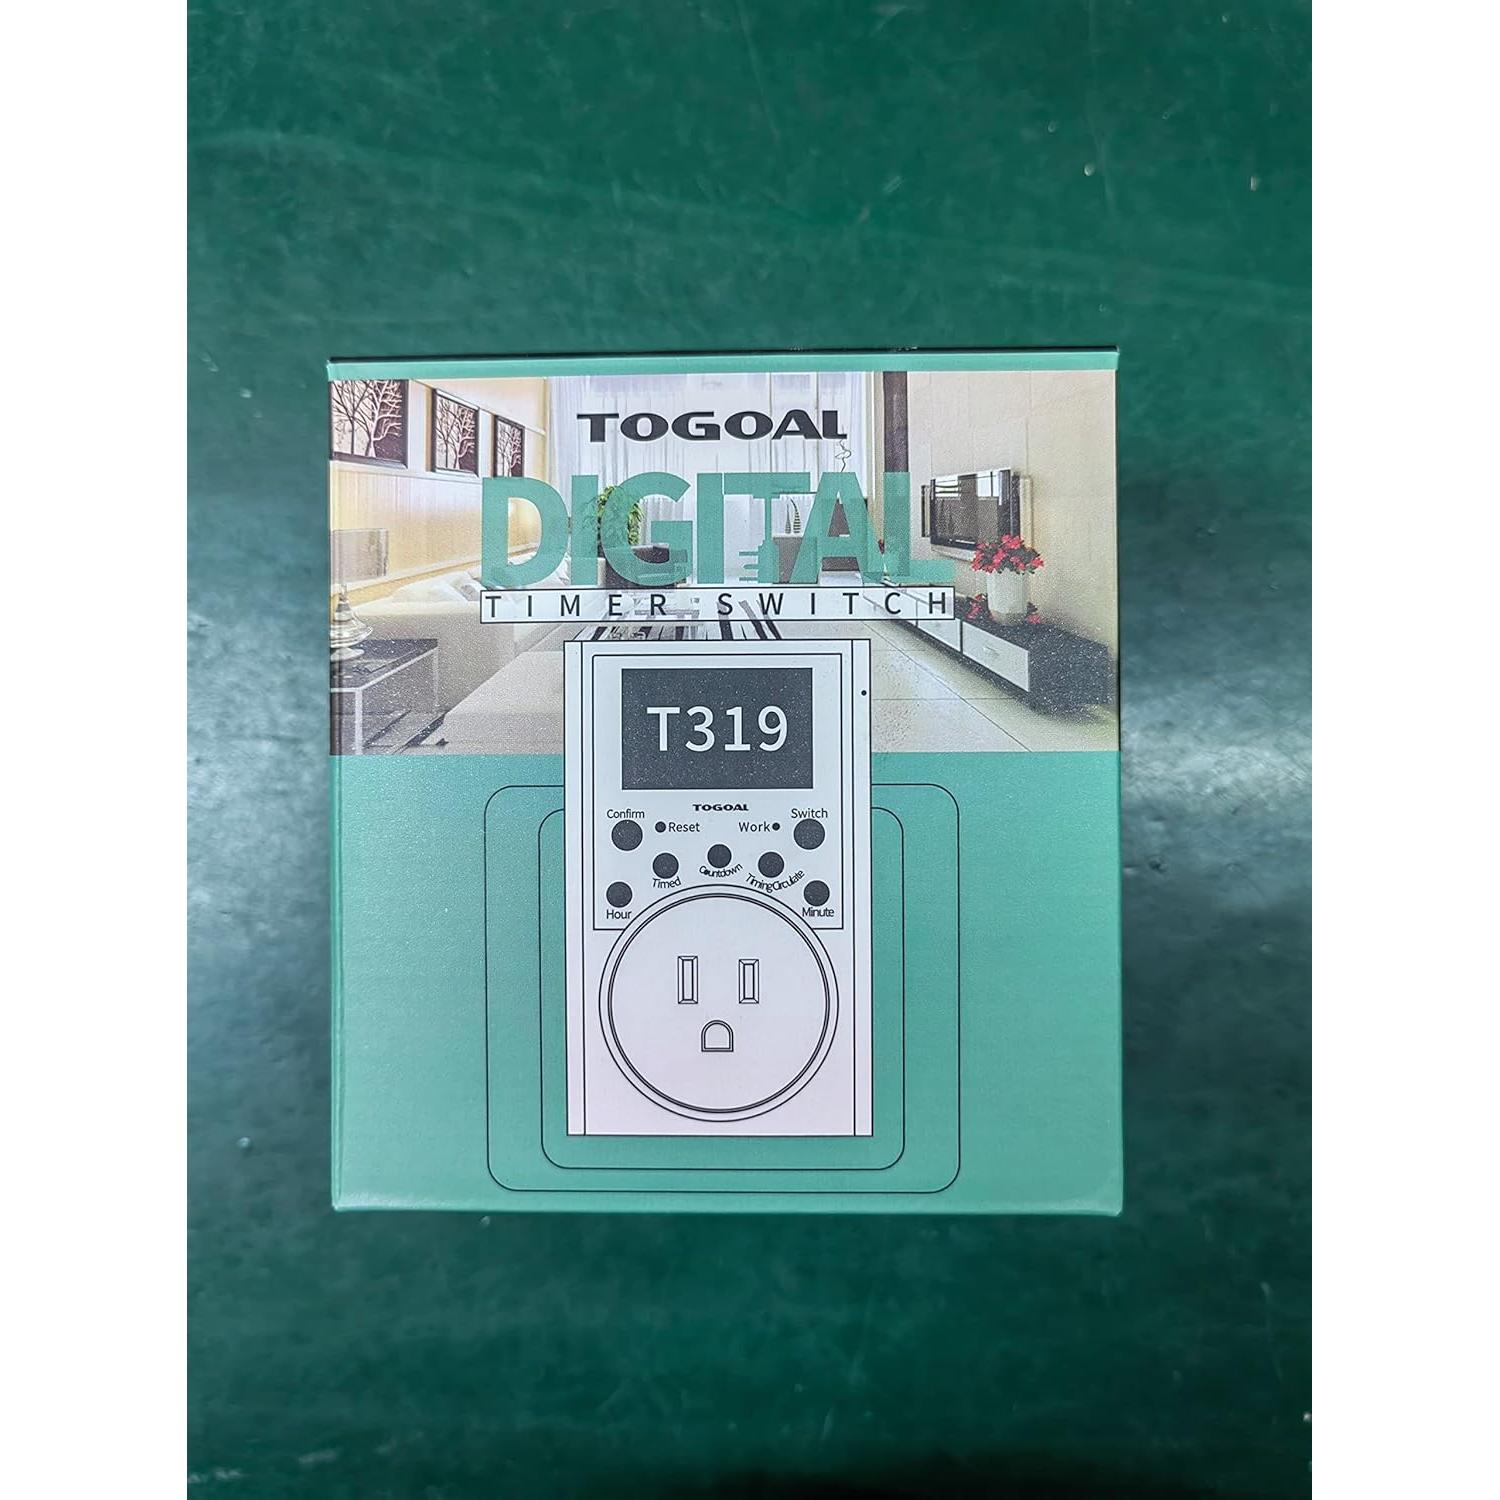 TOGOAL
DIGITAL
TIMER SWITCH
T319
TOGOAL
Confirm Switch
Reset Work
Timed Countdown Timing Circulate
Hour Minute